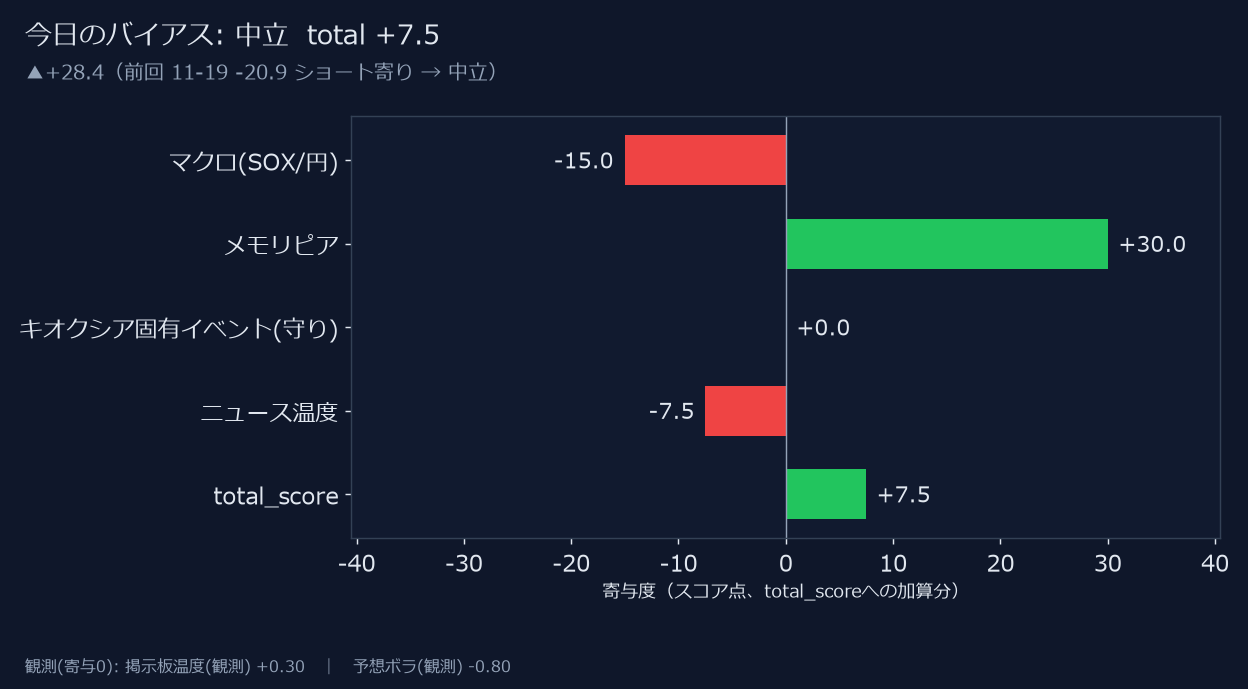 今日のバイアス: 中立  total +7.5
▲+28.4（前回 11-19 -20.9 ショート寄り → 中立）
マクロ(SOX/円)
-15.0
メモリピア
+30.0
キオクシア固有イベント(守り)
+0.0
ニュース温度
-7.5
total_score
+7.5
-40 -30 -20 -10 0 10 20 30 40
寄与度（スコア点、total_scoreへの加算分）
観測(寄与0): 掲示板温度(観測) +0.30 ｜ 予想ボラ(観測) -0.80